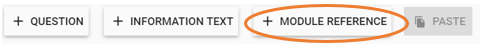 + QUESTION + INFORMATION TEXT + MODULE REFERENCE PASTE